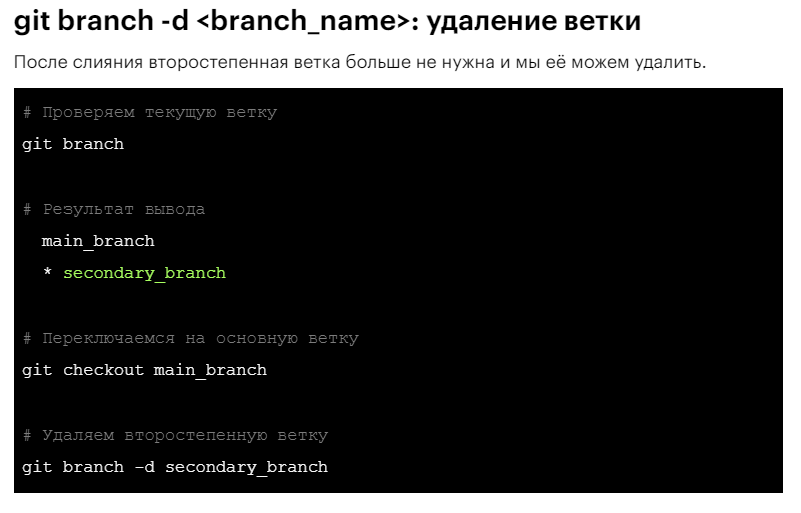 git branch -d <branch_name>: удаление ветки
После слияния второстепенная ветка больше не нужна и мы её можем удалить.
# Проверяем текущую ветку
git branch
# Результат вывода
main_branch
* secondary_branch
# Переключаемся на основную ветку
git checkout main_branch
# Удаляем второстепенную ветку
git branch –d secondary_branch